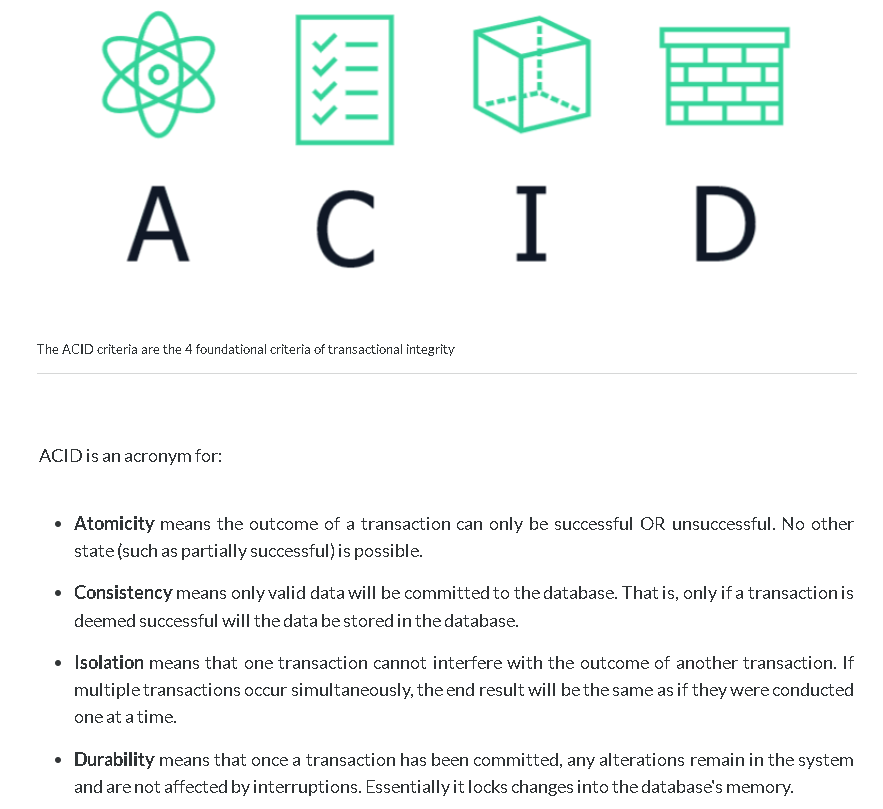 A C I D
The ACID criteria are the 4 foundational criteria of transactional integrity
ACID is an acronym for:
• Atomicity means the outcome of a transaction can only be successful OR unsuccessful. No other
state (such as partially successful) is possible.
• Consistency means only valid data will be committed to the database. That is, only if a transaction is
deemed successful will the data be stored in the database.
• Isolation means that one transaction cannot interfere with the outcome of another transaction. If
multiple transactions occur simultaneously, the end result will be the same as if they were conducted
one at a time.
• Durability means that once a transaction has been committed, any alterations remain in the system
and are not affected by interruptions. Essentially it locks changes into the database's memory.